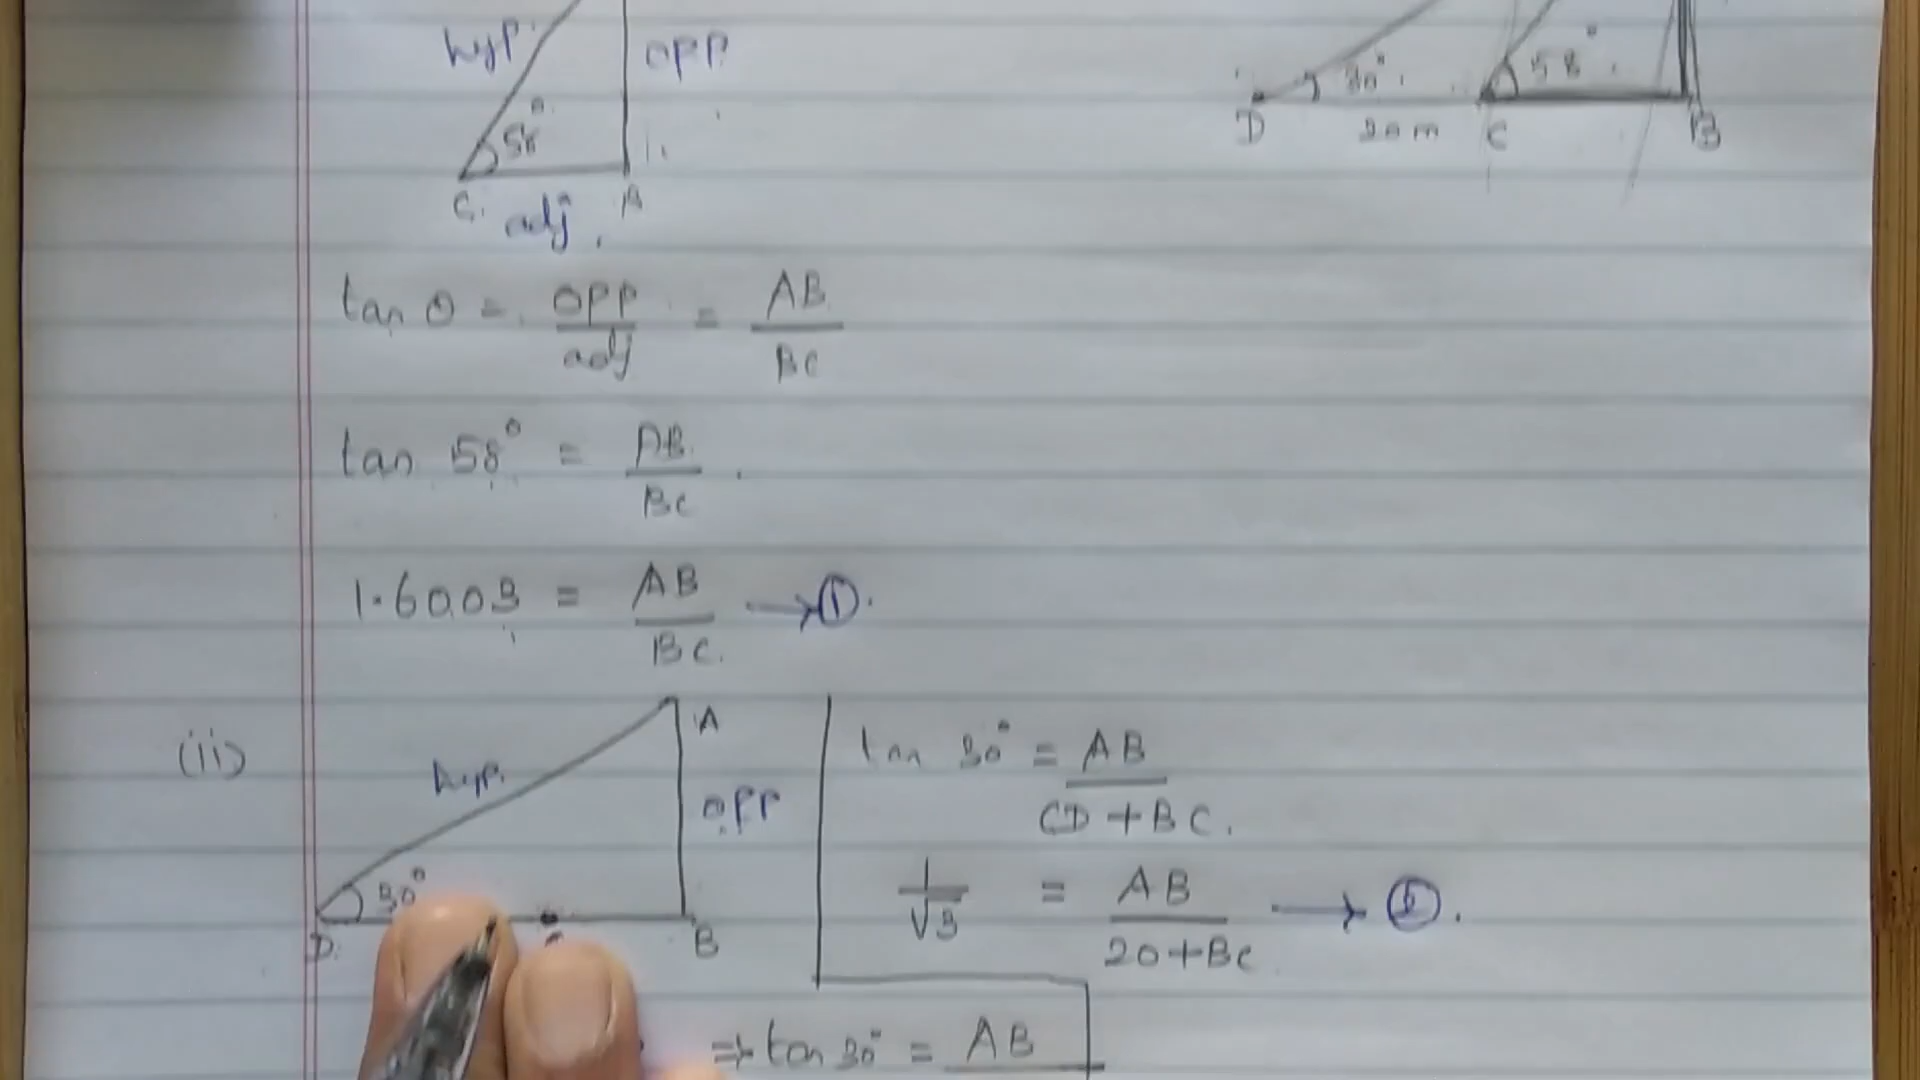 hyp.
opp
58°
C. adj. B
30° 58°
D 20m C B
tan θ = opp/adj = AB/BC
tan 58° = AB/BC.
1.6003 = AB/BC. → ①.
(ii)
A
hyp.
opp
30°
D. B
tan 30° = AB/CD+BC.
1/√3 = AB/20+BC → ②.
⇒ tan 30° = AB